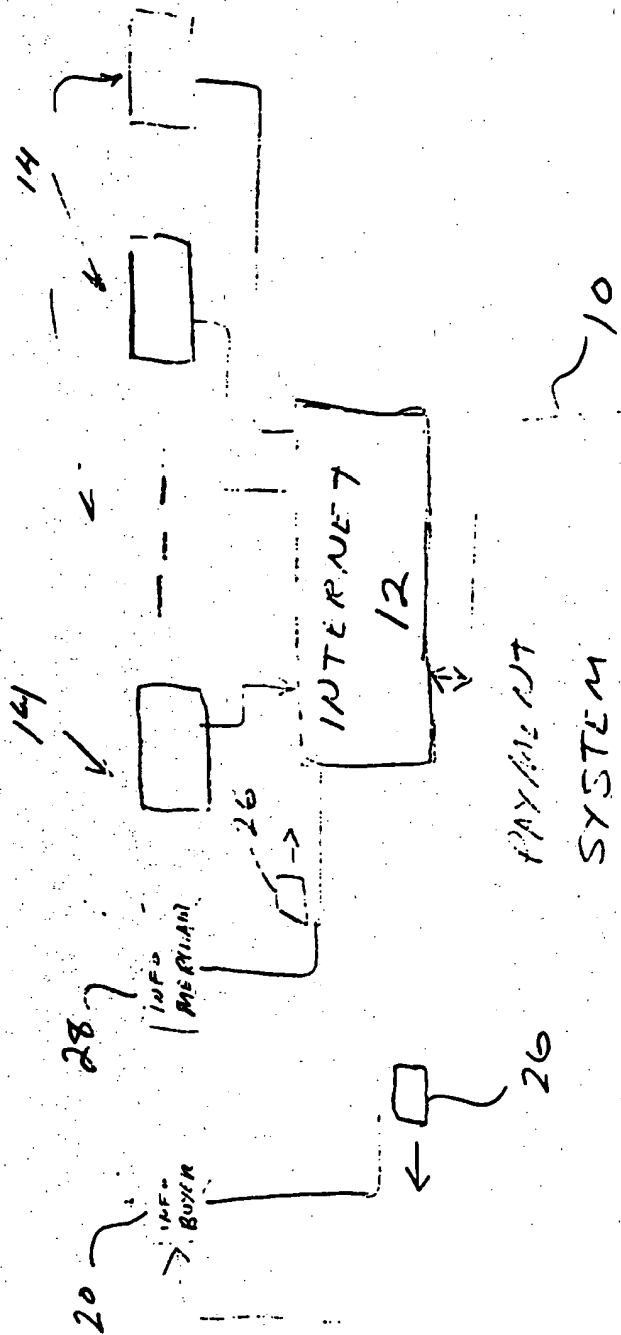 20
28
14
14
INFO
BUYER
INFO
MERCHANT
26
INTERNET
12
26
PAYMENT
SYSTEM
10